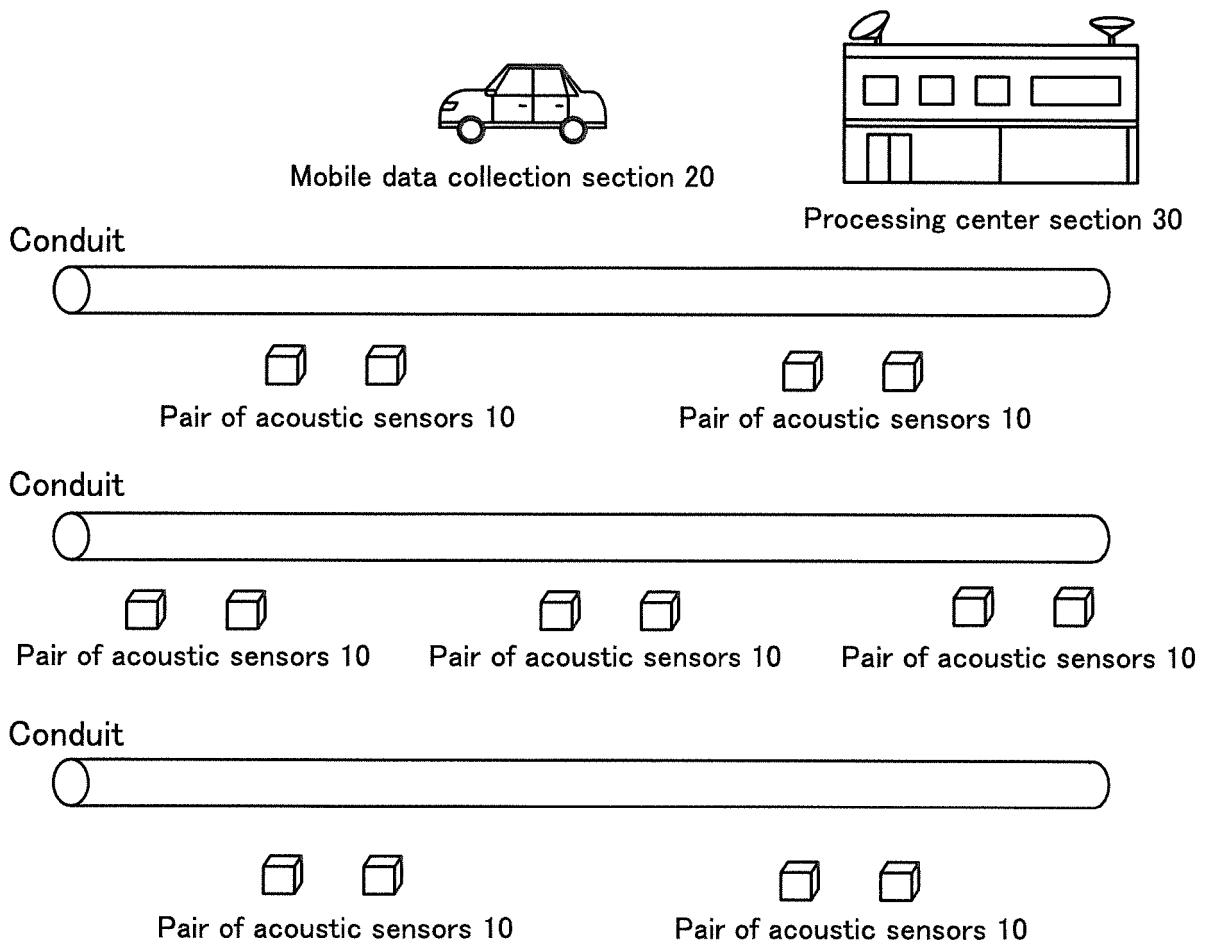 Mobile data collection section 20
Processing center section 30
Conduit
Pair of acoustic sensors 10
Pair of acoustic sensors 10
Conduit
Pair of acoustic sensors 10
Pair of acoustic sensors 10
Pair of acoustic sensors 10
Conduit
Pair of acoustic sensors 10
Pair of acoustic sensors 10